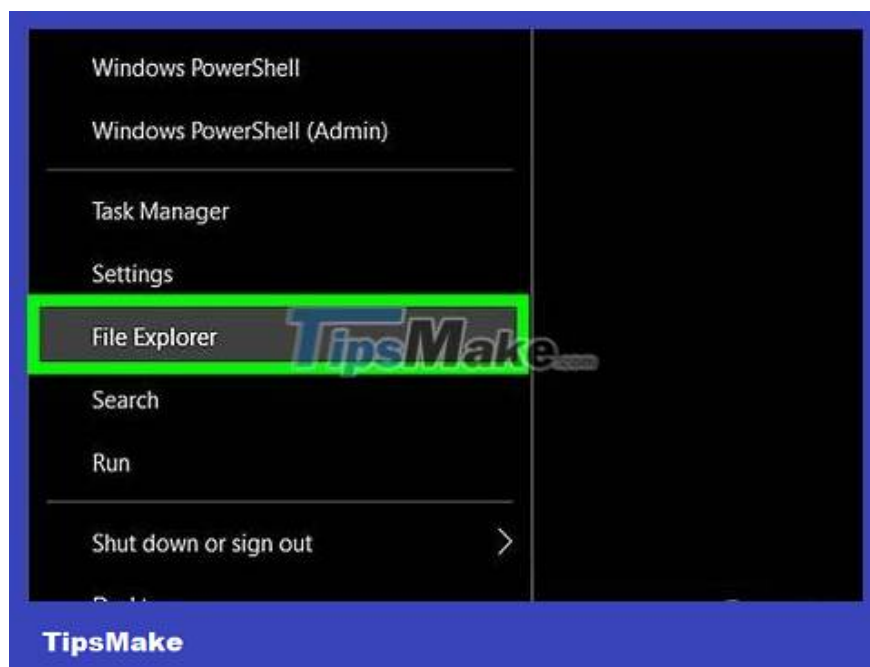 Windows PowerShell
Windows PowerShell (Admin)
Task Manager
Settings
File Explorer
TipsMake.com
Search
Run
Shut down or sign out
TipsMake